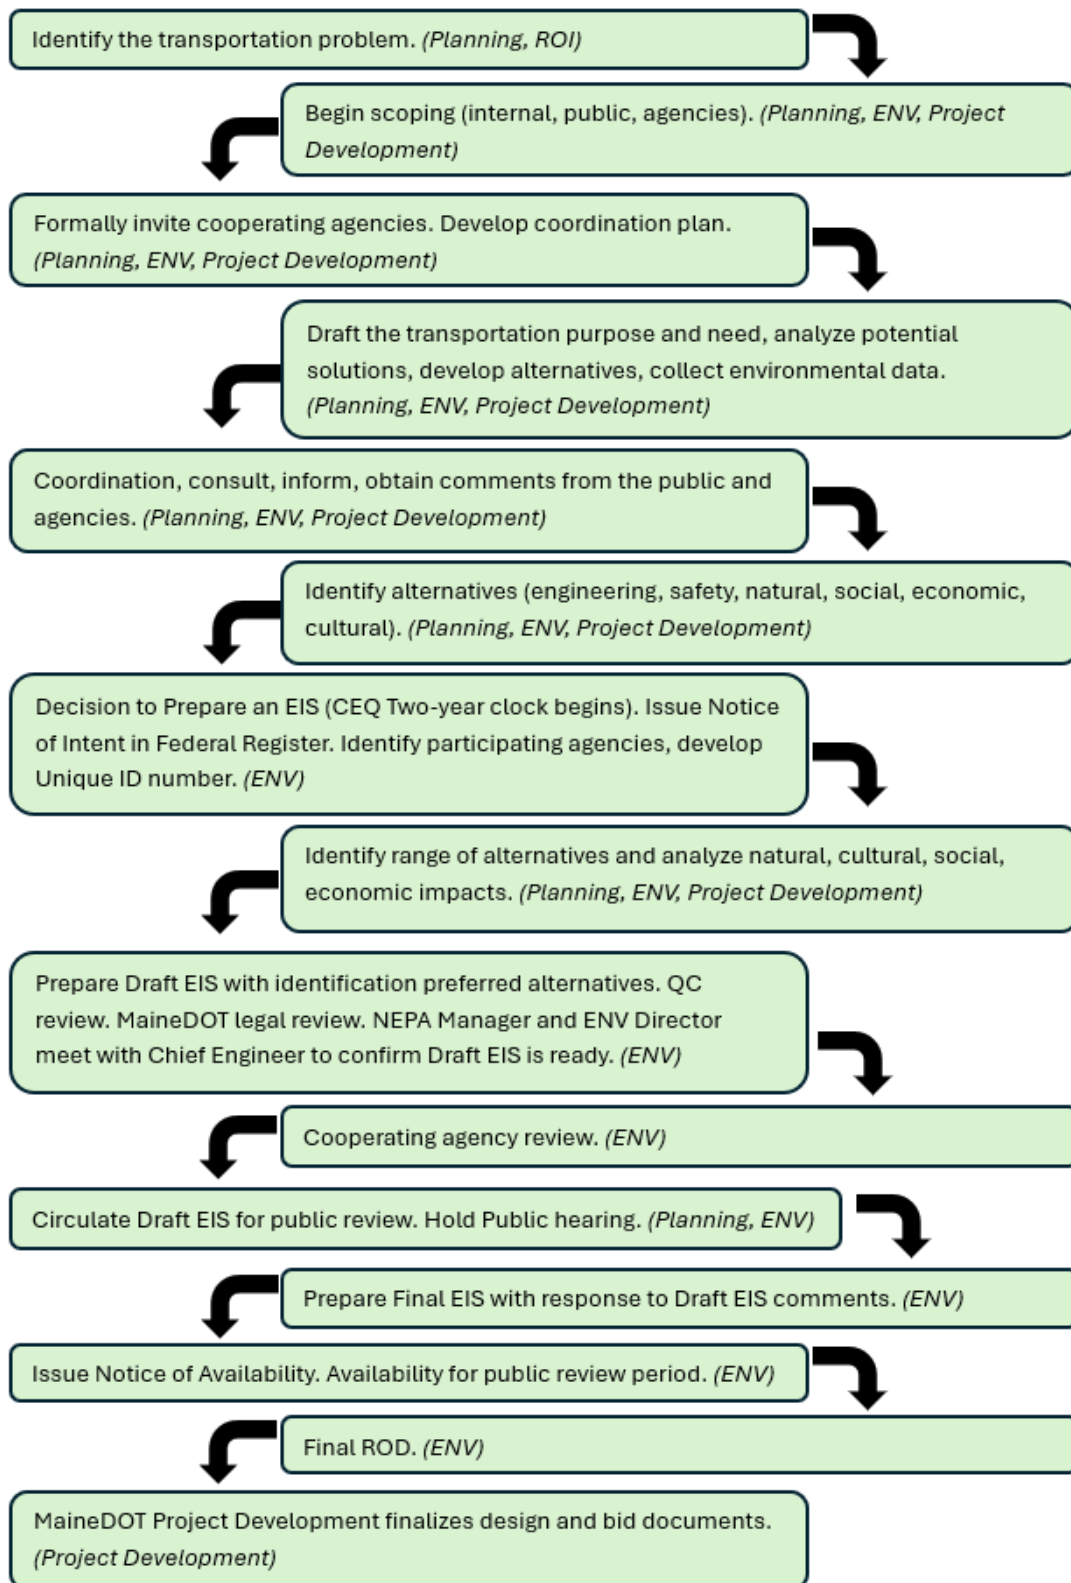 Identify the transportation problem. (Planning, ROI)
Begin scoping (internal, public, agencies). (Planning, ENV, Project
Development)
Formally invite cooperating agencies. Develop coordination plan.
(Planning, ENV, Project Development)
Draft the transportation purpose and need, analyze potential
solutions, develop alternatives, collect environmental data.
(Planning, ENV, Project Development)
Coordination, consult, inform, obtain comments from the public and
agencies. (Planning, ENV, Project Development)
Identify alternatives (engineering, safety, natural, social, economic,
cultural). (Planning, ENV, Project Development)
Decision to Prepare an EIS (CEQ Two-year clock begins). Issue Notice
of Intent in Federal Register. Identify participating agencies, develop
Unique ID number. (ENV)
Identify range of alternatives and analyze natural, cultural, social,
economic impacts. (Planning, ENV, Project Development)
Prepare Draft EIS with identification preferred alternatives. QC
review. MaineDOT legal review. NEPA Manager and ENV Director
meet with Chief Engineer to confirm Draft EIS is ready. (ENV)
Cooperating agency review. (ENV)
Circulate Draft EIS for public review. Hold Public hearing. (Planning, ENV)
Prepare Final EIS with response to Draft EIS comments. (ENV)
Issue Notice of Availability. Availability for public review period. (ENV)
Final ROD. (ENV)
MaineDOT Project Development finalizes design and bid documents.
(Project Development)